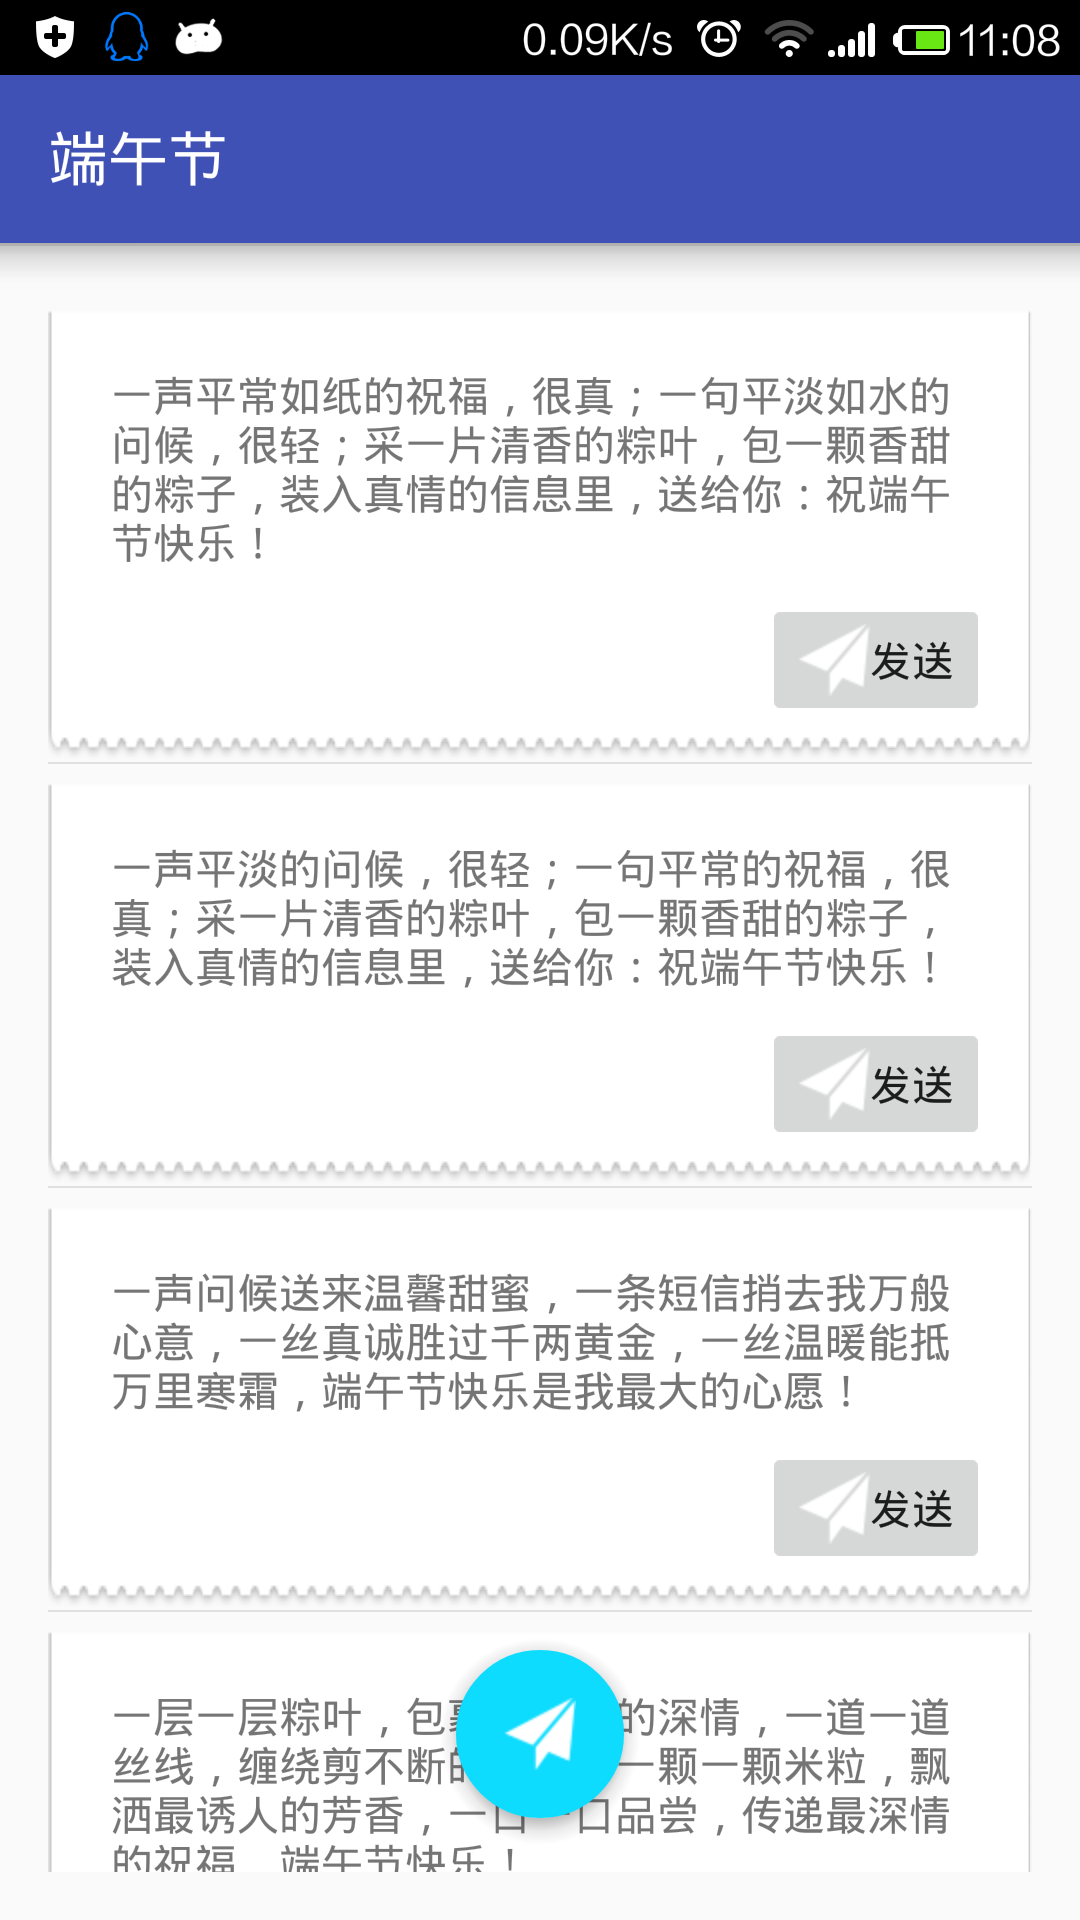 0.09K/s 11:08
端午节
一声平常如纸的祝福，很真；一句平淡如水的
问候，很轻；采一片清香的粽叶，包一颗香甜
的粽子，装入真情的信息里，送给你：祝端午
节快乐！
发送
一声平淡的问候，很轻；一句平常的祝福，很
真；采一片清香的粽叶，包一颗香甜的粽子，
装入真情的信息里，送给你：祝端午节快乐！
发送
一声问候送来温馨甜蜜，一条短信捎去我万般
心意，一丝真诚胜过千两黄金，一丝温暖能抵
万里寒霜，端午节快乐是我最大的心愿！
发送
一层一层粽叶，包 的深情，一道一道
丝线，缠绕剪不断 一颗一颗米粒，飘
洒最诱人的芳香，一口一口品尝，传递最深情
的祝福，端午节快乐！